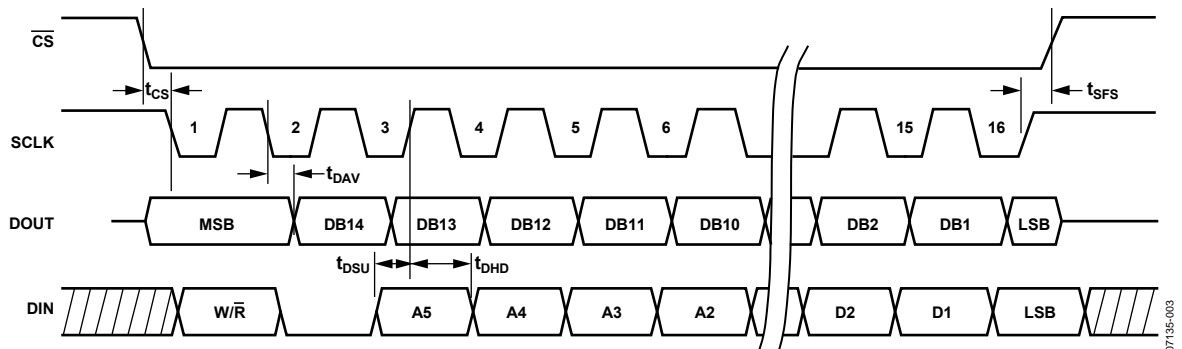 CS
tCS
tSFS
SCLK
1 2 3 4 5 6 15 16
tDAV
DOUT
MSB DB14 DB13 DB12 DB11 DB10 DB2 DB1 LSB
tDSU tDHD
DIN
W/R A5 A4 A3 A2 D2 D1 LSB
07135-003